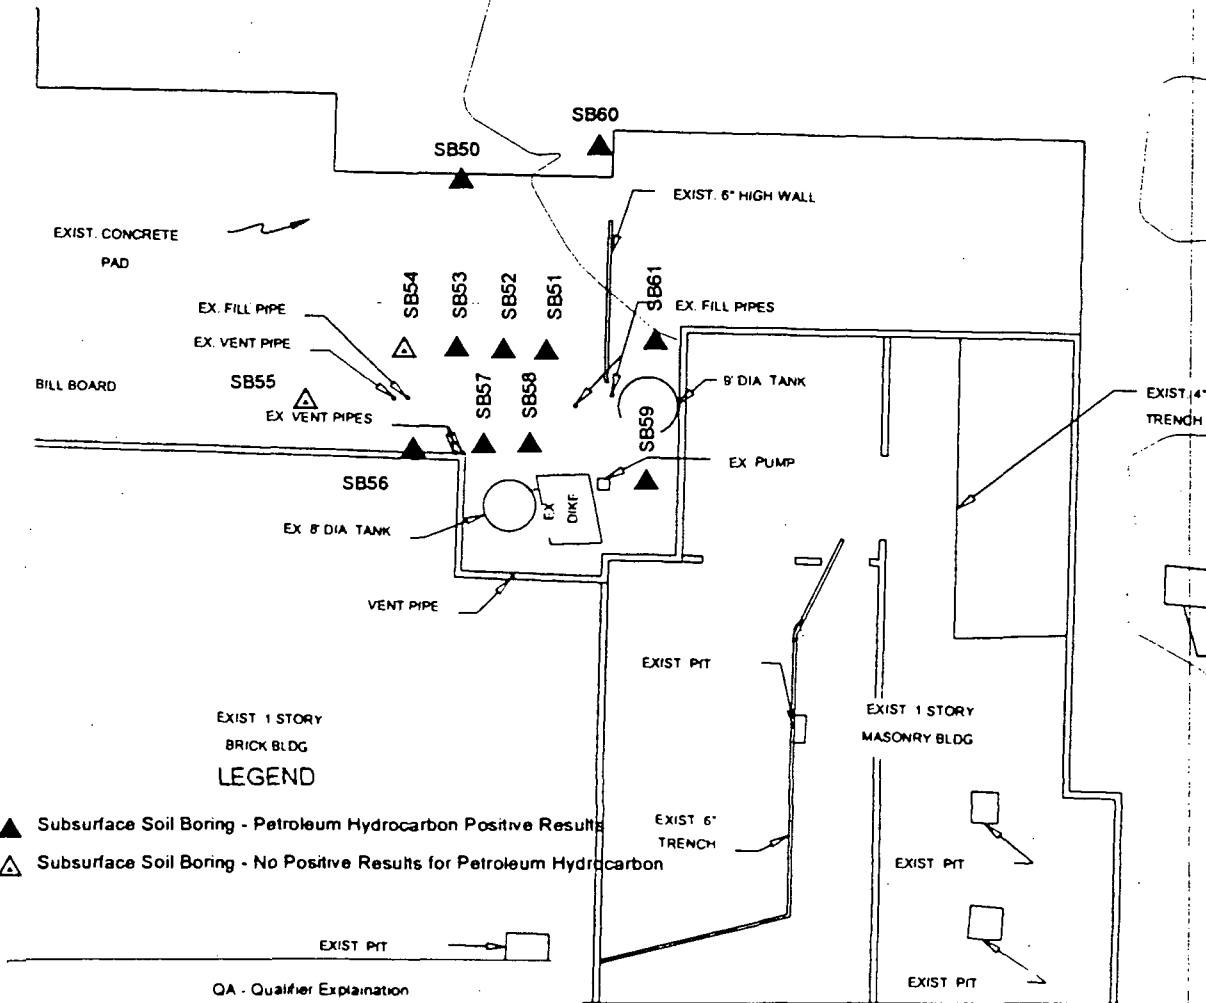 SB60
SB50
EXIST. 6" HIGH WALL
EXIST. CONCRETE
PAD
SB54
SB53
SB52
SB51
SB61
EX. FILL PIPE
EX. FILL PIPES
EX. VENT PIPE
BILL BOARD
SB55
SB57
SB58
SB59
DIA TANK
EXIST. 4"
TRENCH
EX VENT PIPES
SB56
EX PUMP
EX 8' DIA TANK
EX
DIKE
VENT PIPE
EXIST PIT
EXIST 1 STORY
BRICK BLDG
EXIST 1 STORY
MASONRY BLDG
LEGEND
Subsurface Soil Boring - Petroleum Hydrocarbon Positive Results
Subsurface Soil Boring - No Positive Results for Petroleum Hydrocarbon
EXIST 6"
TRENCH
EXIST PIT
EXIST PIT
EXIST PIT
QA - Qualifier Explaination